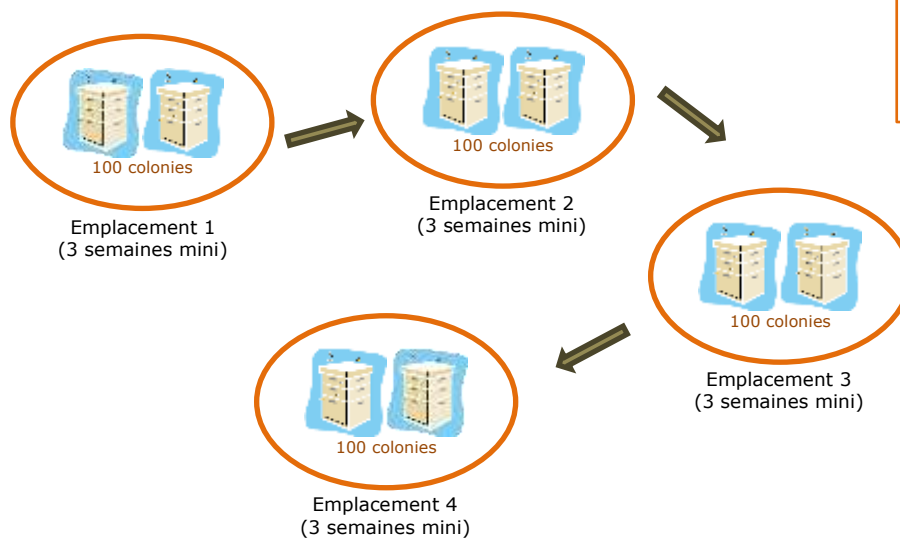 100 colonies
Emplacement 1
(3 semaines mini)
100 colonies
Emplacement 2
(3 semaines mini)
100 colonies
Emplacement 3
(3 semaines mini)
100 colonies
Emplacement 4
(3 semaines mini)